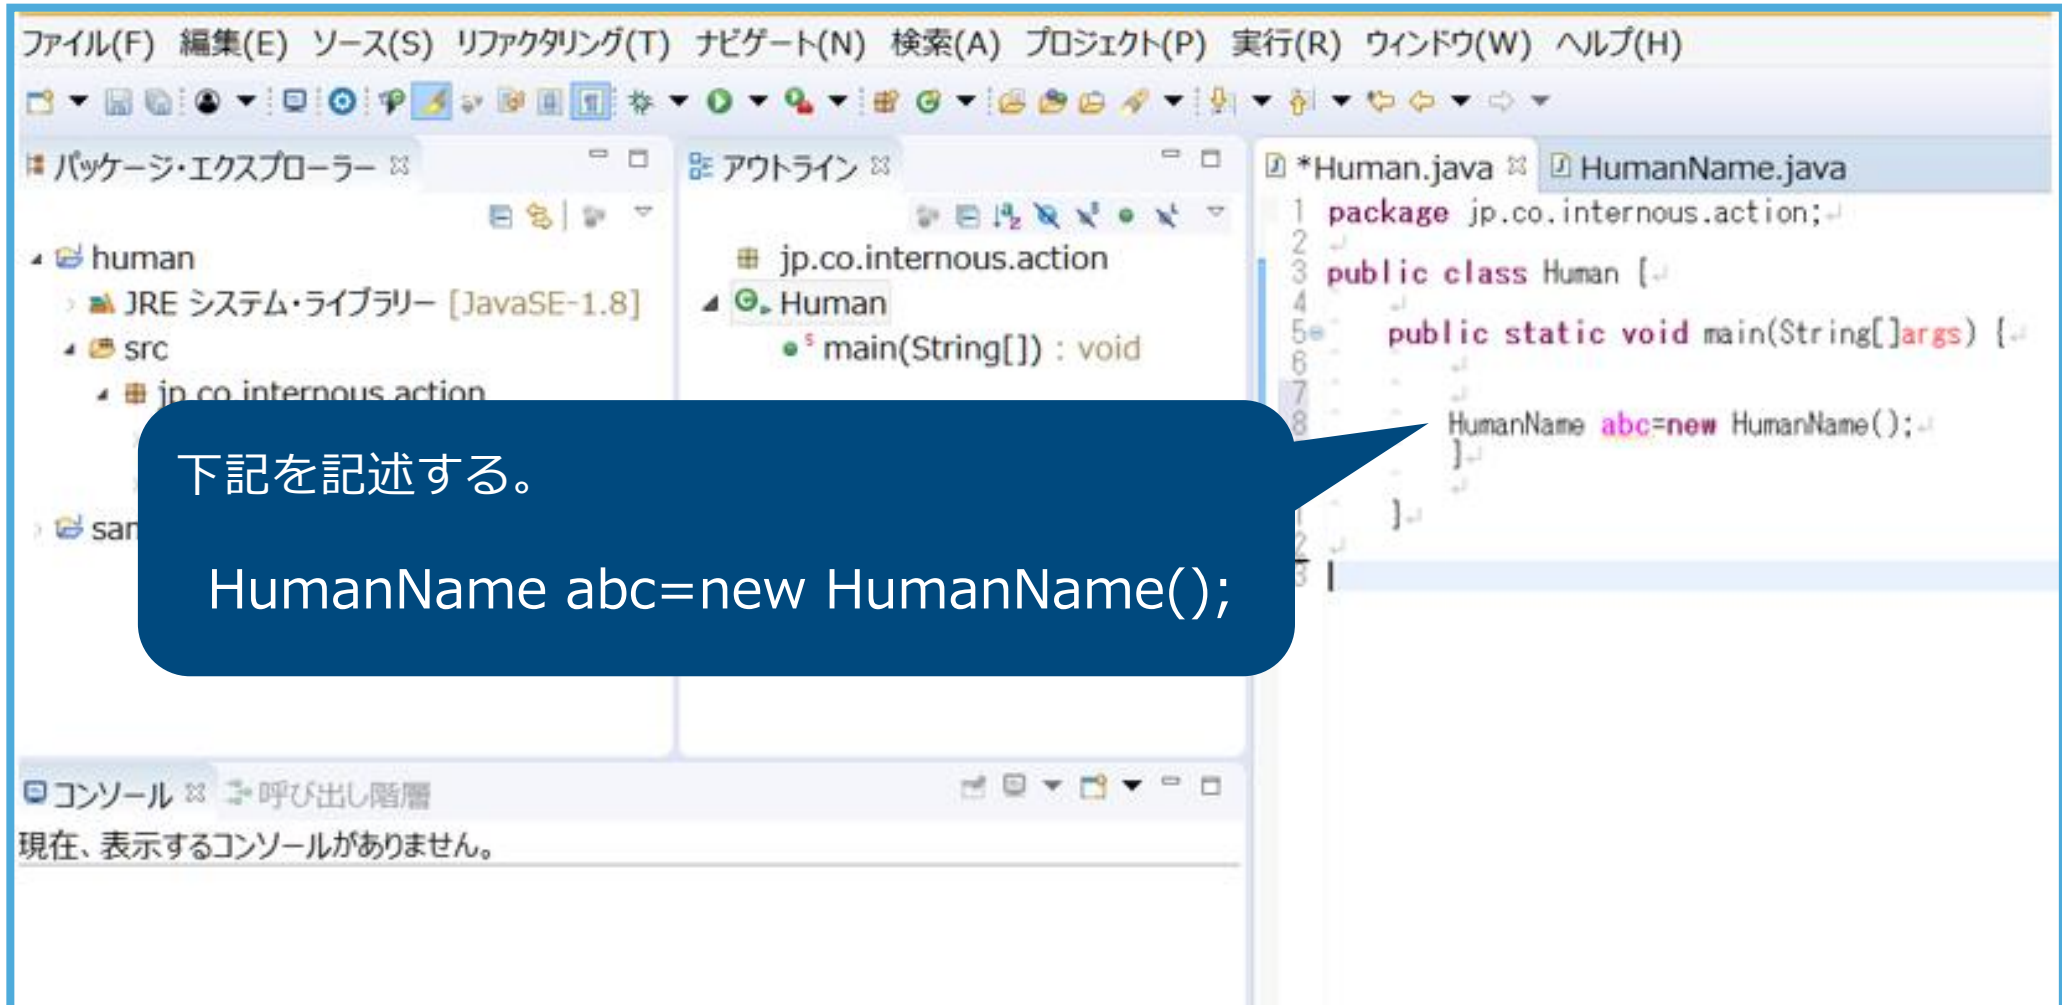 ファイル(F) 編集(E) ソース(S) リファクタリング(T) ナビゲート(N) 検索(A) プロジェクト(P) 実行(R) ウィンドウ(W) ヘルプ(H)
パッケージ・エクスプローラー
human
JRE システム・ライブラリー [JavaSE-1.8]
src
jp.co.internous.action
アウトライン
jp.co.internous.action
Human
main(String[]) : void
*Human.java HumanName.java
1 package jp.co.internous.action;
2
3 public class Human {
4
5 public static void main(String[]args) {
6
7
8 HumanName abc=new HumanName();
}
}
下記を記述する。
HumanName abc=new HumanName();
コンソール 呼び出し階層
現在、表示するコンソールがありません。